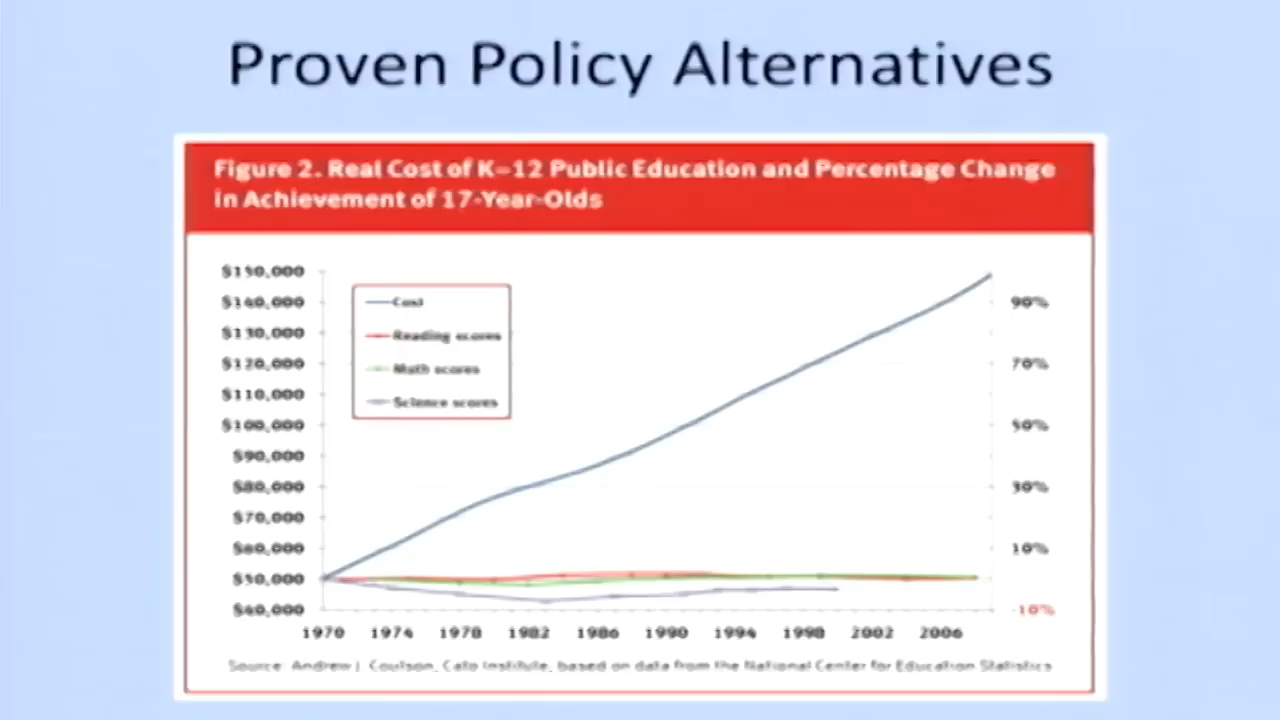 Proven Policy Alternatives
Figure 2. Real Cost of K–12 Public Education and Percentage Change
in Achievement of 17-Year-Olds
$150,000
$140,000
$130,000
$120,000
$110,000
$100,000
$90,000
$80,000
$70,000
$60,000
$50,000
$40,000
Cost
Reading scores
Math scores
Science scores
90%
70%
50%
30%
10%
-10%
1970 1974 1978 1982 1986 1990 1994 1998 2002 2006
Source: Andrew J. Coulson, Cato Institute, based on data from the National Center for Education Statistics